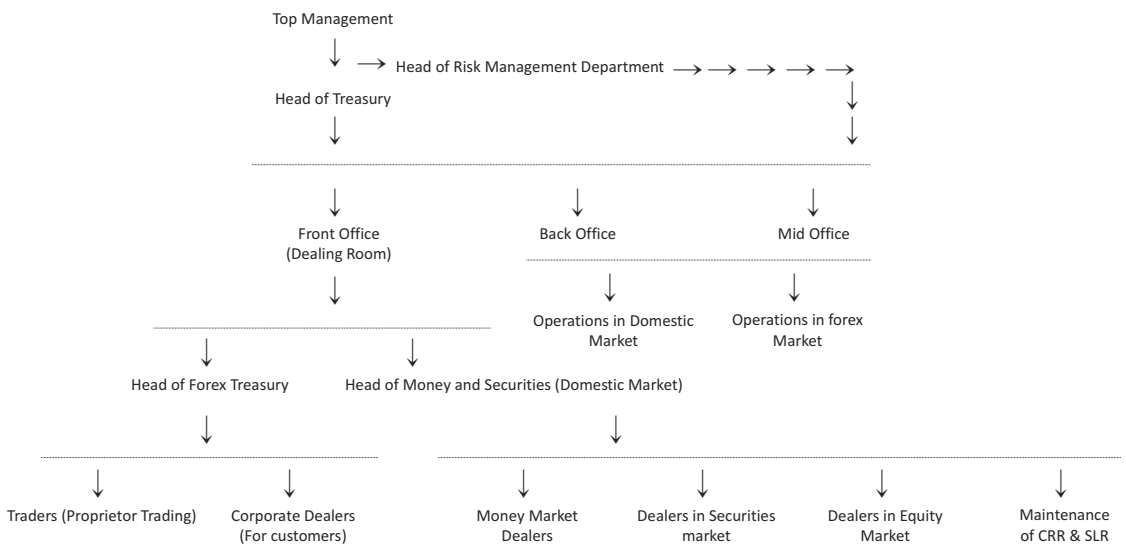 Top Management
Head of Risk Management Department
Head of Treasury
Front Office
(Dealing Room)
Back Office
Mid Office
Operations in Domestic
Market
Operations in forex
Market
Head of Forex Treasury
Head of Money and Securities (Domestic Market)
Traders (Proprietor Trading)
Corporate Dealers
(For customers)
Money Market
Dealers
Dealers in Securities
market
Dealers in Equity
Market
Maintenance
of CRR & SLR